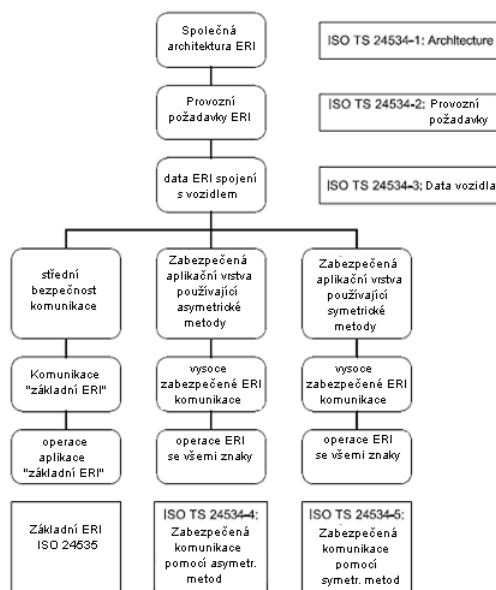 Společná
architektura ERI
ISO TS 24534-1: Archltecture
Provozní
požadavky ERI
ISO TS 24534-2: Provozní
požadavky
data ERI spojení
s vozidlem
ISO TS 24534-3: Data vozidla
střední
bezpečnost
komunikace
Zabezpečená
aplikační vrstva
používající
asymetrické
metody
Zabezpečená
aplikační vrstva
používající
symetrické
metody
Komunikace
"základní ERI"
vysoce
zabezpečené ERI
komunikace
vysoce
zabezpečené ERI
komunikace
operace
aplikace
"základní ERI"
operace ERI
se všemi znaky
operace ERI
se všemi znaky
Základní ERI
ISO 24535
ISO TS 24534-4:
Zabezpečená
komunikace
pomocí asymetr.
metod
ISO TS 24534-5:
Zabezpečená
komunikace
pomocí
symetr. metod